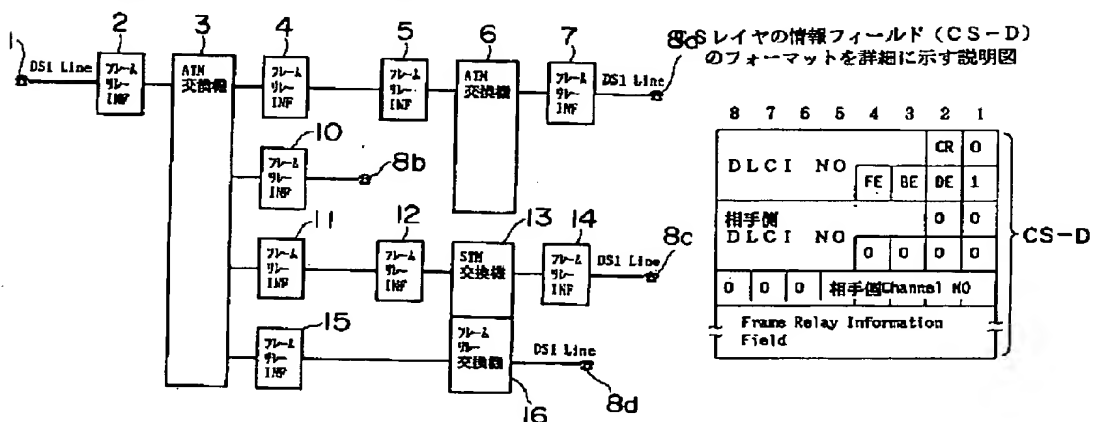 1
DS1 Line
2
フレーム
リレー
INF
3
ATM
交換機
4
フレーム
リレー
INF
5
フレーム
リレー
INF
6
ATM
交換機
7
フレーム
リレー
INF
DS1 Line
10
フレーム
リレー
INF
8b
11
フレーム
リレー
INF
12
フレーム
リレー
INF
13
STM
交換機
14
フレーム
リレー
INF
DS1 Line
8c
15
フレーム
リレー
INF
フレーム
リレー
交換機
16
DS1 Line
8d
Sレイヤの情報フィールド(CS-D)
のフォーマットを詳細に示す説明図
8 7 6 5 4 3 2 1
DLCI NO
CR 0
FE BE DE 1
相手側
DLCI NO
0 0
0 0 0 0
0 0 0 相手側Channel NO
Frame Relay Information
Field
CS-D